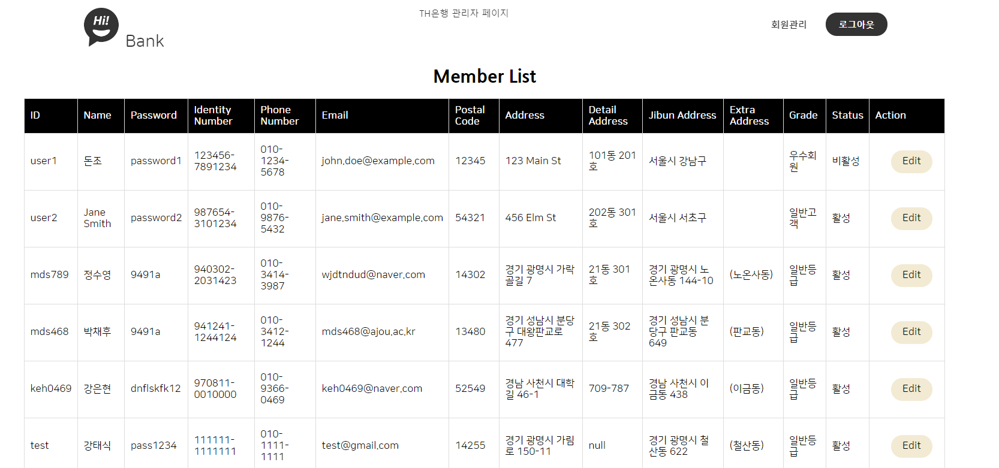 Hi!
Bank
TH은행 관리자 페이지
회원관리
로그아웃
Member List
ID Name Password Identity Number Phone Number Email Postal Code Address Detail Address Jibun Address Extra Address Grade Status Action
user1 돈조 password1 123456-7891234 010-1234-5678 john.doe@example.com 12345 123 Main St 101동 201호 서울시 강남구 우수회원 비활성 Edit
user2 Jane Smith password2 987654-3101234 010-9876-5432 jane.smith@example.com 54321 456 Elm St 202동 301호 서울시 서초구 일반고객 활성 Edit
mds789 정수영 9491a 940302-2031423 010-3414-3987 wjdtndud@naver.com 14302 경기 광명시 가락골길 7 21동 301호 경기 광명시 노온사동 144-10 (노온사동) 일반등급 활성 Edit
mds468 박채후 9491a 941241-1244124 010-3412-1244 mds468@ajou.ac.kr 13480 경기 성남시 분당구 대왕판교로 477 21동 302호 경기 성남시 분당구 판교동 649 (판교동) 일반등급 활성 Edit
keh0469 강은현 dnflskfk12 970811-0010000 010-9366-0469 keh0469@naver.com 52549 경남 사천시 대학길 46-1 709-787 경남 사천시 이금동 438 (이금동) 일반등급 활성 Edit
test 강태식 pass1234 111111-1111111 010-1111-1111 test@gmail.com 14255 경기 광명시 가림로 150-11 null 경기 광명시 철산동 622 (철산동) 일반등급 활성 Edit